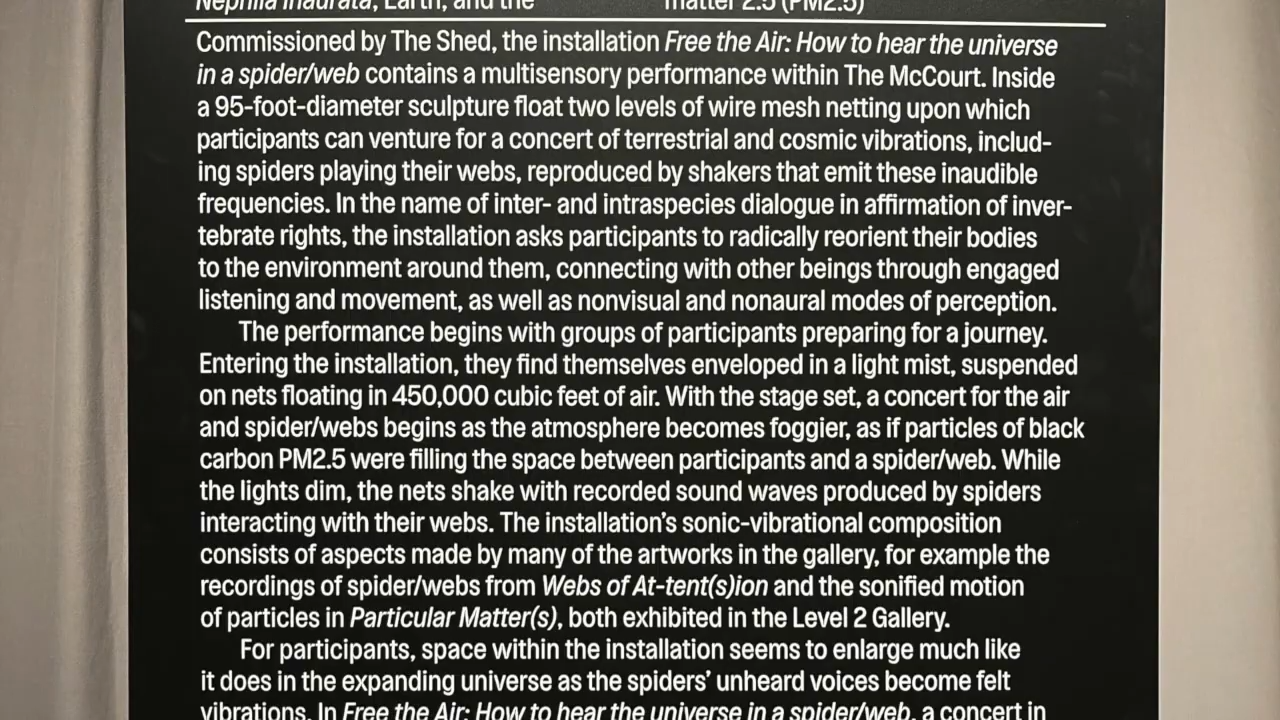 Nephila inaurata, Earth, and the matter 2.5 (PM2.5)
Commissioned by The Shed, the installation Free the Air: How to hear the universe
in a spider/web contains a multisensory performance within The McCourt. Inside
a 95-foot-diameter sculpture float two levels of wire mesh netting upon which
participants can venture for a concert of terrestrial and cosmic vibrations, includ-
ing spiders playing their webs, reproduced by shakers that emit these inaudible
frequencies. In the name of inter- and intraspecies dialogue in affirmation of inver-
tebrate rights, the installation asks participants to radically reorient their bodies
to the environment around them, connecting with other beings through engaged
listening and movement, as well as nonvisual and nonaural modes of perception.
The performance begins with groups of participants preparing for a journey.
Entering the installation, they find themselves enveloped in a light mist, suspended
on nets floating in 450,000 cubic feet of air. With the stage set, a concert for the air
and spider/webs begins as the atmosphere becomes foggier, as if particles of black
carbon PM2.5 were filling the space between participants and a spider/web. While
the lights dim, the nets shake with recorded sound waves produced by spiders
interacting with their webs. The installation's sonic-vibrational composition
consists of aspects made by many of the artworks in the gallery, for example the
recordings of spider/webs from Webs of At-tent(s)ion and the sonified motion
of particles in Particular Matter(s), both exhibited in the Level 2 Gallery.
For participants, space within the installation seems to enlarge much like
it does in the expanding universe as the spiders' unheard voices become felt
vibrations. In Free the Air: How to hear the universe in a spider/web, a concert in